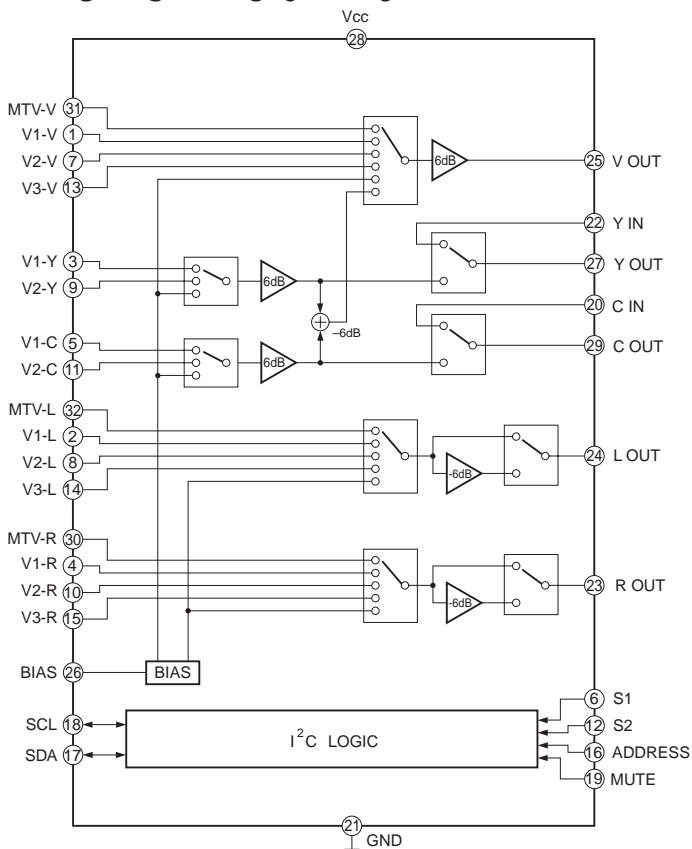 Vcc
28
MTV-V 31
V1-V 1
V2-V 7
V3-V 13
6dB
25 V OUT
22 Y IN
V1-Y 3
V2-Y 9
6dB
27 Y OUT
20 C IN
–6dB
V1-C 5
V2-C 11
6dB
29 C OUT
MTV-L 32
V1-L 2
V2-L 8
V3-L 14
-6dB
24 L OUT
MTV-R 30
V1-R 4
V2-R 10
V3-R 15
-6dB
23 R OUT
BIAS 26
BIAS
SCL 18
SDA 17
I2C LOGIC
6 S1
12 S2
16 ADDRESS
19 MUTE
21
GND